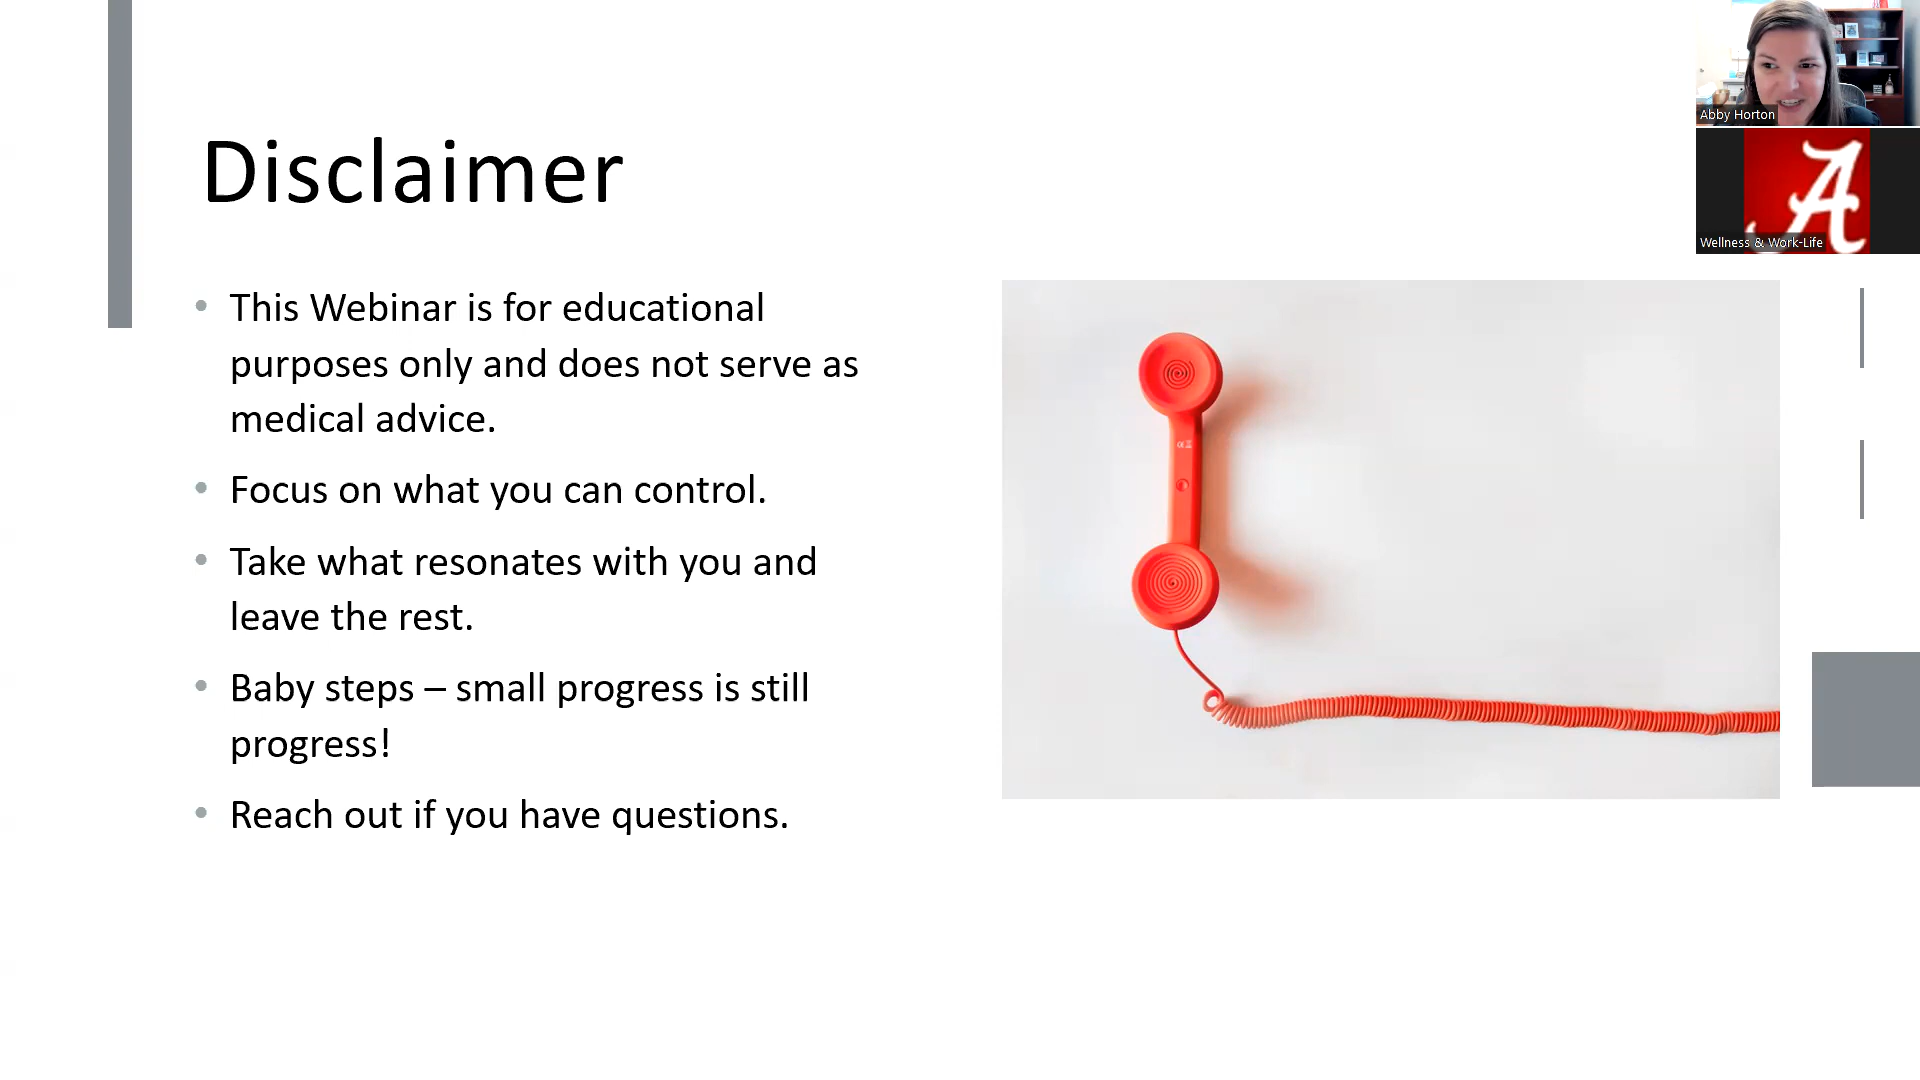 Disclaimer
• This Webinar is for educational
purposes only and does not serve as
medical advice.
• Focus on what you can control.
• Take what resonates with you and
leave the rest.
• Baby steps – small progress is still
progress!
• Reach out if you have questions.
Abby Horton
A
Wellness & Work-Life